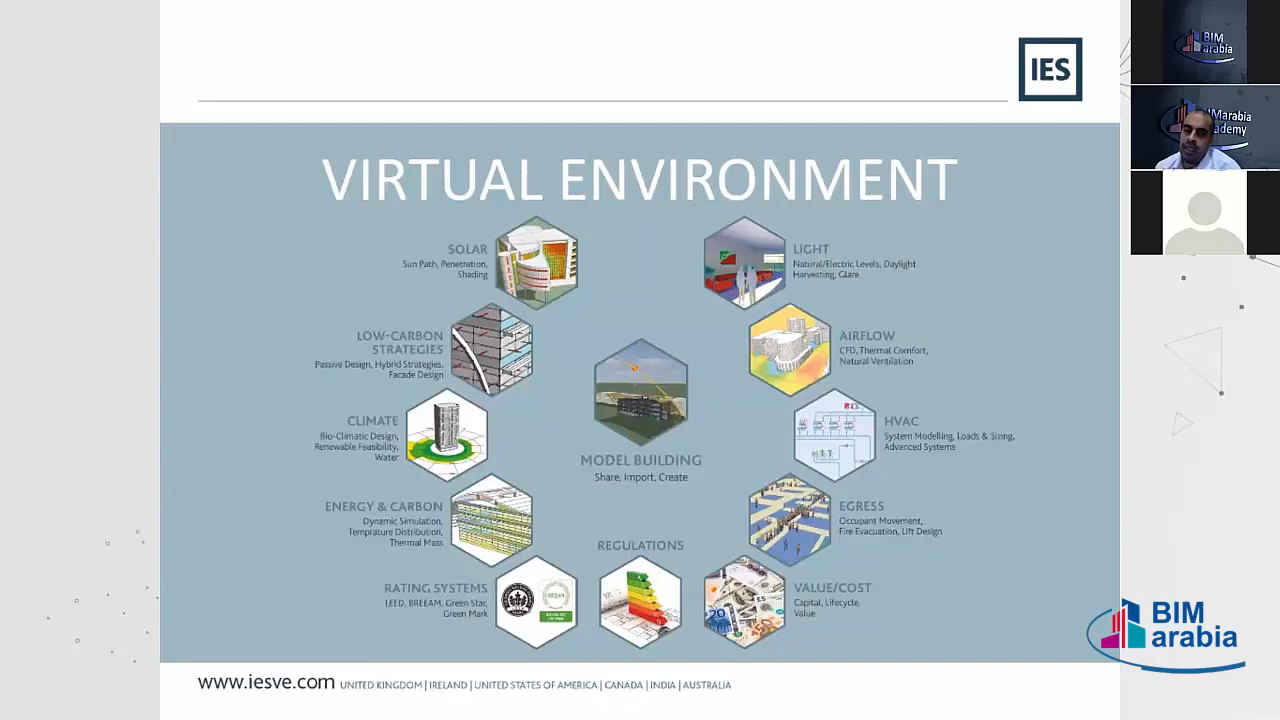 IES
BIM
arabia
BIMarabia
VIRTUAL ENVIRONMENT
SOLAR
Sun Path, Penetration,
Shading
LIGHT
Natural/Electric Levels, Daylight
Harvesting, Glare
LOW-CARBON
STRATEGIES
Passive Design, Hybrid Strategies,
Facade Design
AIRFLOW
CFD, Thermal Comfort,
Natural Ventilation
CLIMATE
Bio-Climatic Design,
Renewable Feasibility,
Water
HVAC
System Modelling, Loads & Sizing,
Advanced Systems
MODEL BUILDING
Share, Import, Create
ENERGY & CARBON
Dynamic Simulation,
Temprature Distribution,
Thermal Mass
EGRESS
Occupant Movement,
Fire Evacuation, Lift Design
REGULATIONS
RATING SYSTEMS
LEED, BREEAM, Green Star,
Green Mark
VALUE/COST
Capital, Lifecycle,
Value
BIM
arabia
www.iesve.com UNITED KINGDOM | IRELAND | UNITED STATES OF AMERICA | CANADA | INDIA | AUSTRALIA